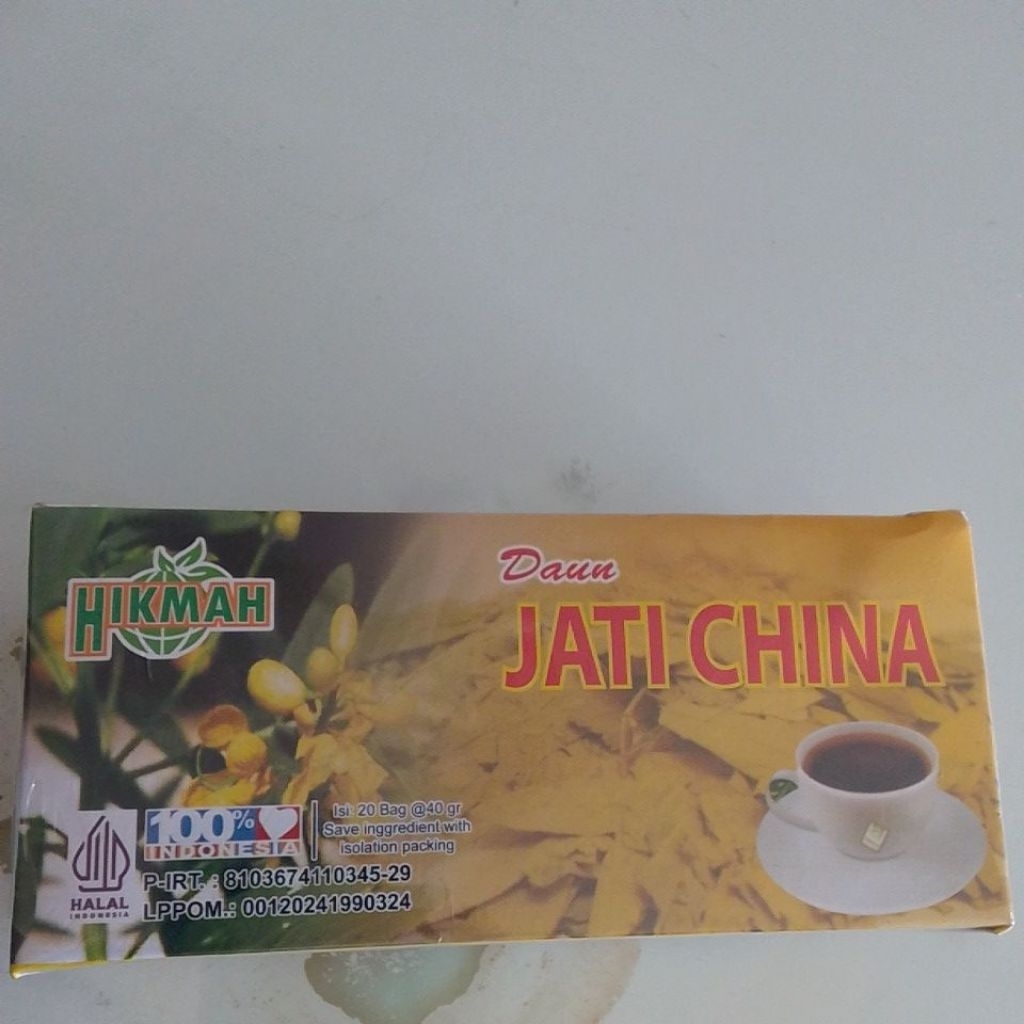 HIKMAH
Daun
JATI CHINA
100%
INDONESIA
Isi: 20 Bag @40 gr
Save inggredient with
isolation packing
HALAL
INDONESIA
P-IRT. : 8103674110345-29
LPPOM.: 00120241990324